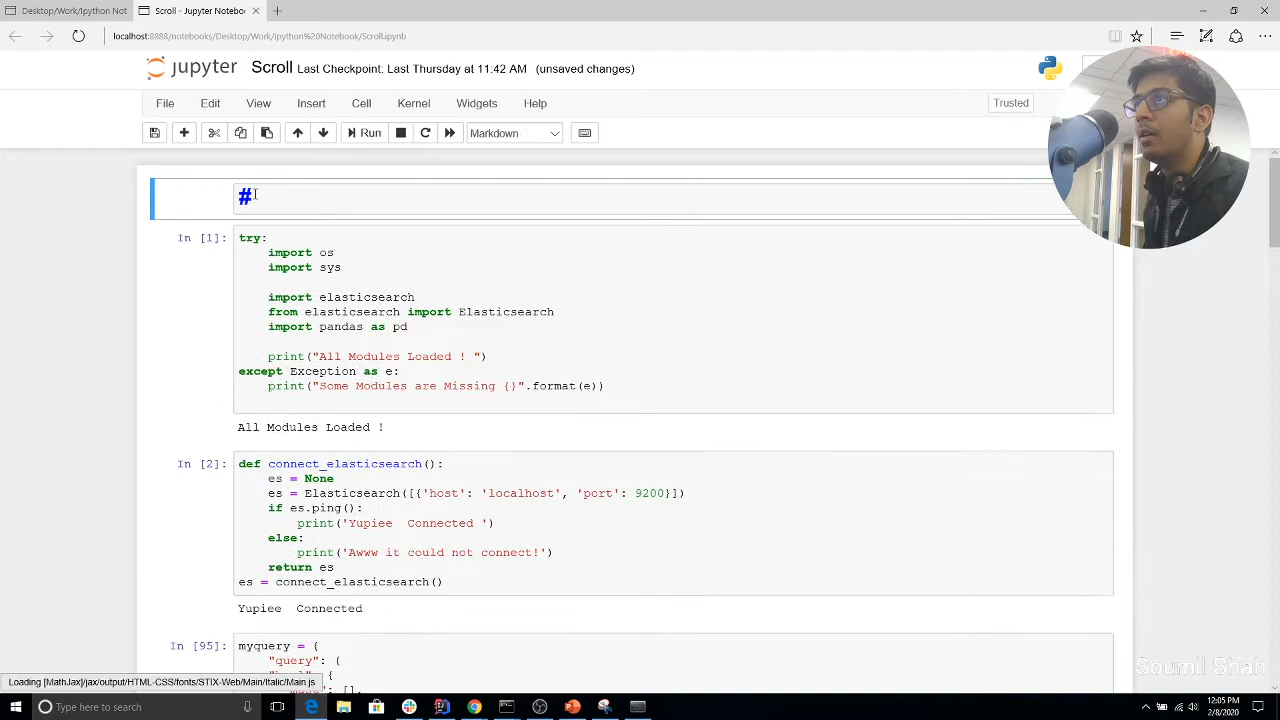 Desktop/Work/Ipython Not
Scroll - Jupyter Noteboo
localhost:8888/notebooks/Desktop/Work/Ipython%20Notebook/Scroll.ipynb
jupyter Scroll Last Checkpoint: Last Thursday at 11:42 AM (unsaved changes)
File Edit View Insert Cell Kernel Widgets Help Trusted
Run Markdown
#
In [1]: try:
import os
import sys
import elasticsearch
from elasticsearch import Elasticsearch
import pandas as pd
print("All Modules Loaded ! ")
except Exception as e:
print("Some Modules are Missing {}".format(e))
All Modules Loaded !
In [2]: def connect_elasticsearch():
es = None
es = Elasticsearch([{'host': 'localhost', 'port': 9200}])
if es.ping():
print('Yupiee  Connected ')
else:
print('Awww it could not connect!')
return es
es = connect_elasticsearch()
Yupiee  Connected
In [95]: myquery = {
"query": {
Soumil Shah
Loading [MathJax]/jax/output/HTML-CSS/fonts/STIX-Web/Main/Italic/Main.js
Type here to search
12:05 PM
2/8/2020